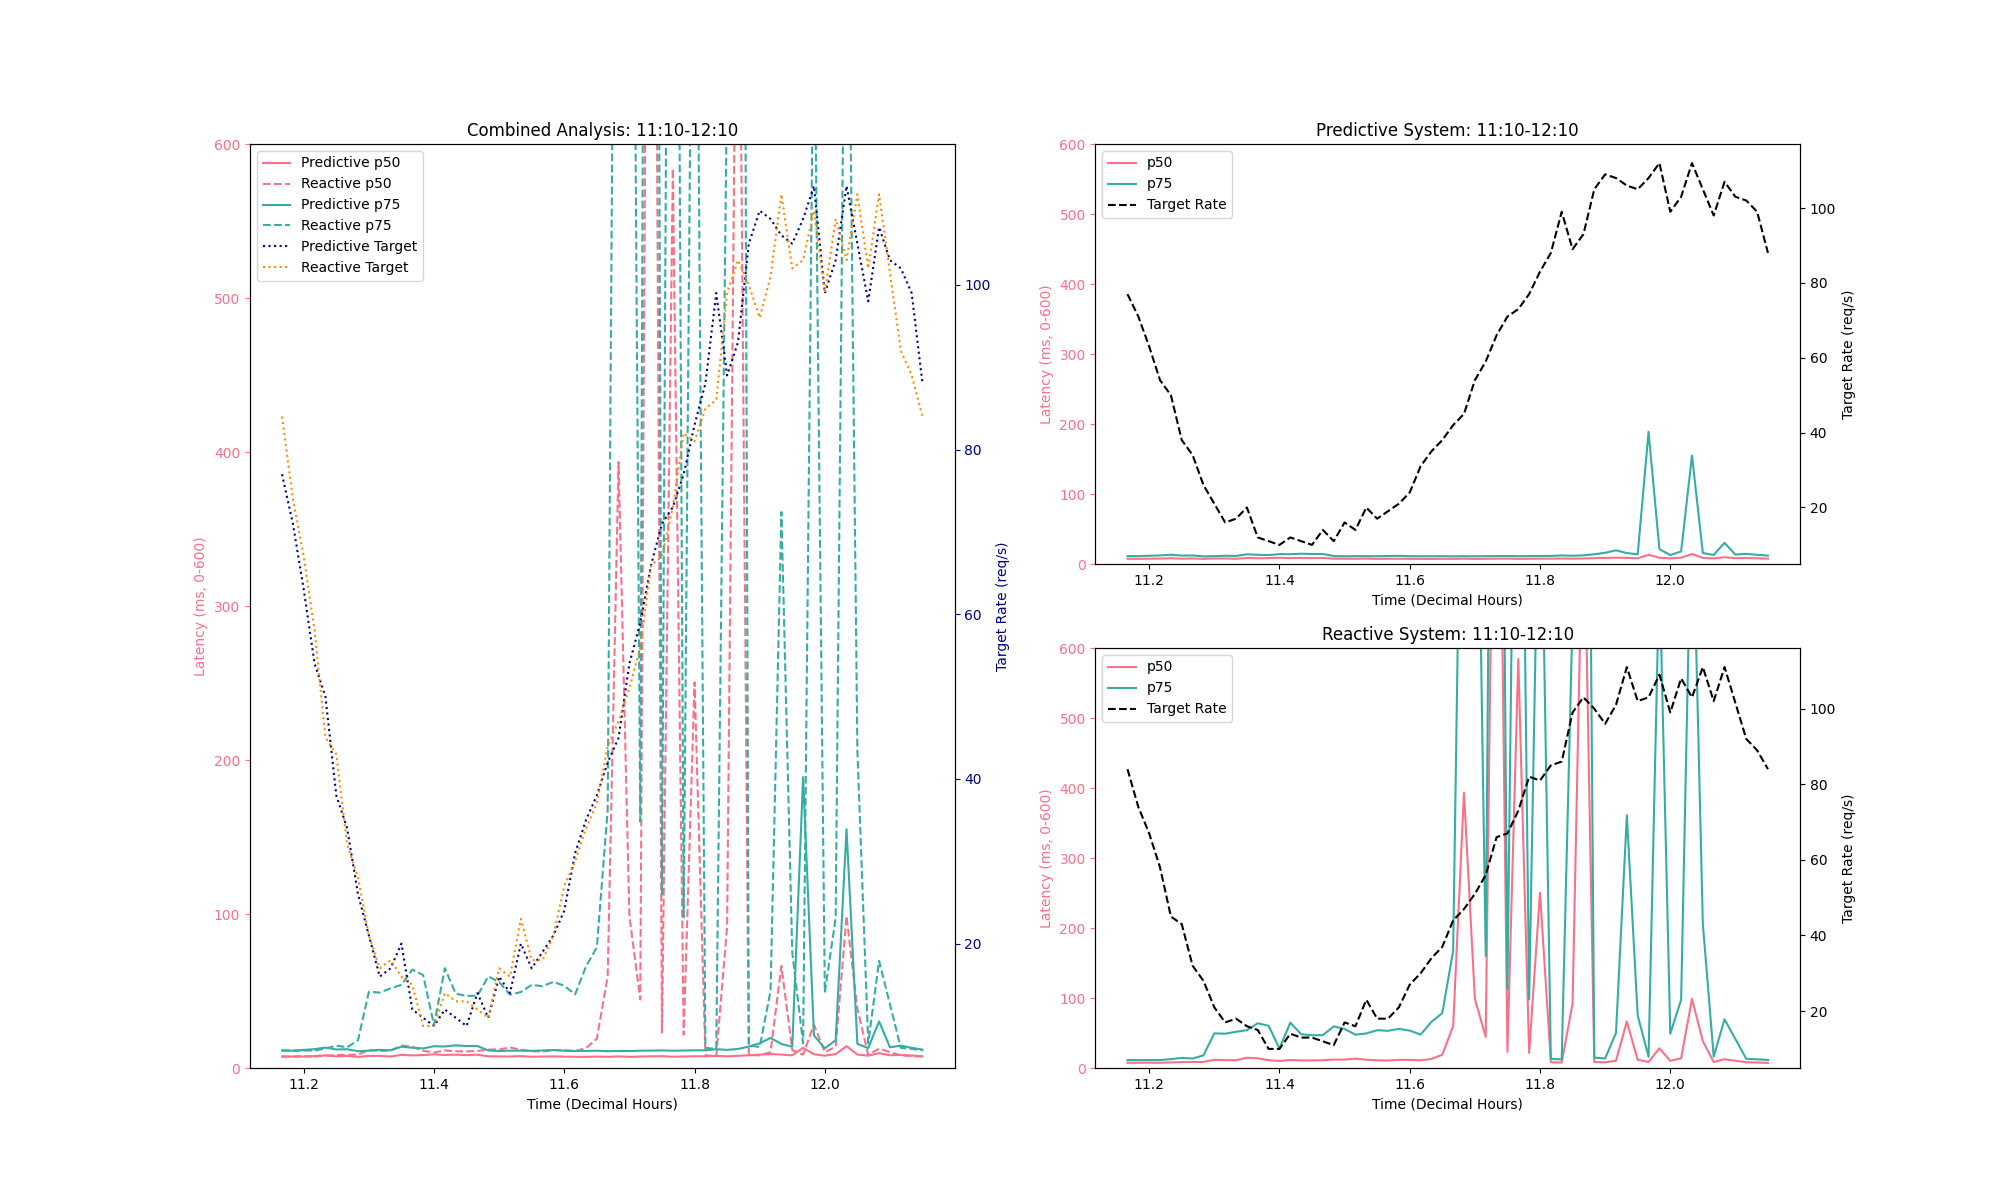 Combined Analysis: 11:10-12:10
600
500
400
300
200
100
0
Latency (ms, 0-600)
Predictive p50
Reactive p50
Predictive p75
Reactive p75
Predictive Target
Reactive Target
100
80
60
40
20
Target Rate (req/s)
11.2 11.4 11.6 11.8 12.0
Time (Decimal Hours)
Predictive System: 11:10-12:10
600
500
400
300
200
100
0
Latency (ms, 0-600)
p50
p75
Target Rate
100
80
60
40
20
Target Rate (req/s)
11.2 11.4 11.6 11.8 12.0
Time (Decimal Hours)
Reactive System: 11:10-12:10
600
500
400
300
200
100
0
Latency (ms, 0-600)
p50
p75
Target Rate
100
80
60
40
20
Target Rate (req/s)
11.2 11.4 11.6 11.8 12.0
Time (Decimal Hours)